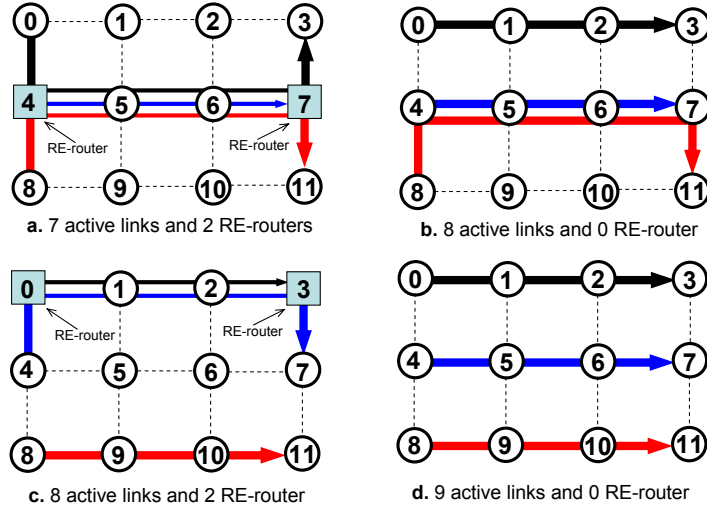 0 1 2 3
4 5 6 7
RE-router RE-router
8 9 10 11
a. 7 active links and 2 RE-routers
0 1 2 3
4 5 6 7
8 9 10 11
b. 8 active links and 0 RE-router
0 1 2 3
RE-router RE-router
4 5 6 7
8 9 10 11
c. 8 active links and 2 RE-router
0 1 2 3
4 5 6 7
8 9 10 11
d. 9 active links and 0 RE-router